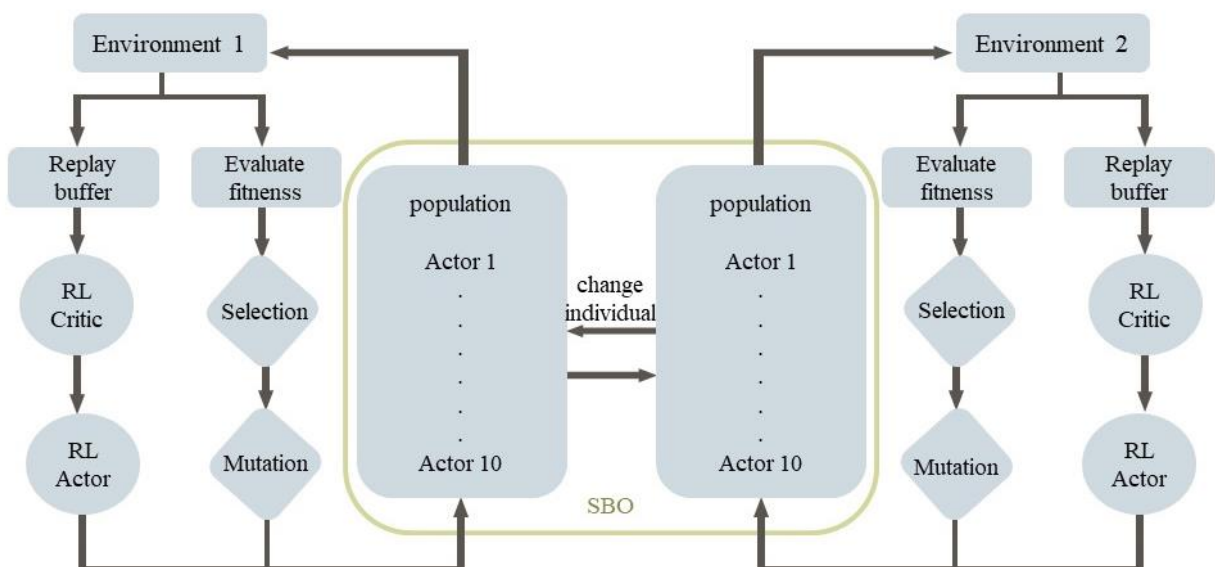 Environment 1
Environment 2
Replay
buffer
Evaluate
fitnenss
population
population
Evaluate
fitnenss
Replay
buffer
Actor 1
Actor 1
RL
Critic
Selection
change
individual
Selection
RL
Critic
.
.
.
.
.
.
.
.
.
.
.
.
RL
Actor
Mutation
Actor 10
Actor 10
Mutation
RL
Actor
SBO